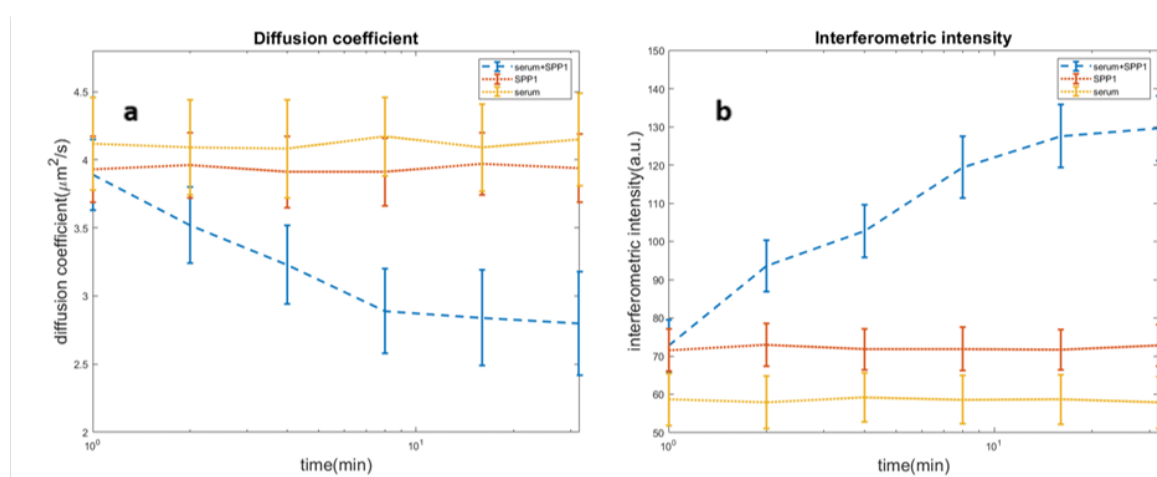 Diffusion coefficient
serum+SPP1
SPP1
serum
a
4.5
4
3.5
3
2.5
2
diffusion coefficient(μm²/s)
10⁰
10¹
time(min)
Interferometric intensity
serum+SPP1
SPP1
serum
b
150
140
130
120
110
100
90
80
70
60
50
interferometric intensity(a.u.)
10⁰
10¹
time(min)